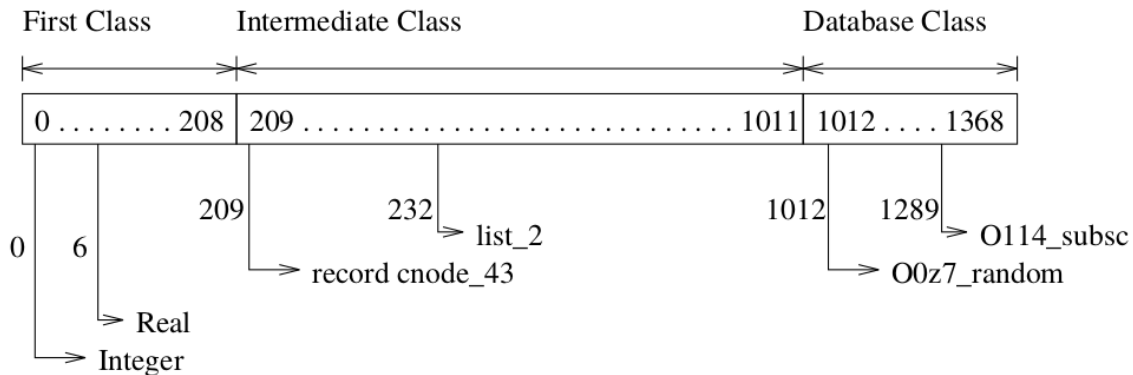 First Class Intermediate Class Database Class
0 . . . . . . . . 208 209 . . . . . . . . . . . . . . . . . . . . . . . . . . . . . . . 1011 1012 . . . . 1368
209 232 1012 1289
list_2 O114_subsc
0 6
record cnode_43 O0z7_random
Real
Integer